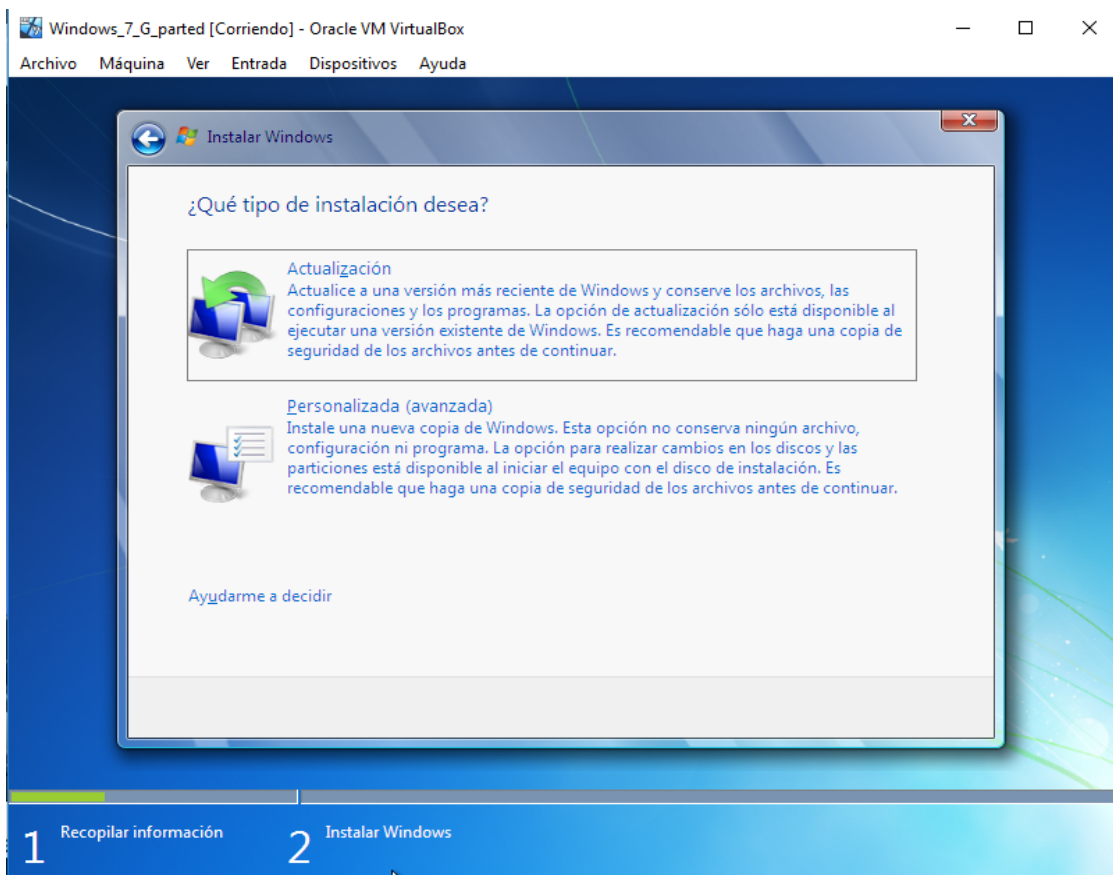 Windows_7_G_parted [Corriendo] - Oracle VM VirtualBox
Archivo Máquina Ver Entrada Dispositivos Ayuda
Instalar Windows
¿Qué tipo de instalación desea?
Actualización
Actualice a una versión más reciente de Windows y conserve los archivos, las
configuraciones y los programas. La opción de actualización sólo está disponible al
ejecutar una versión existente de Windows. Es recomendable que haga una copia de
seguridad de los archivos antes de continuar.
Personalizada (avanzada)
Instale una nueva copia de Windows. Esta opción no conserva ningún archivo,
configuración ni programa. La opción para realizar cambios en los discos y las
particiones está disponible al iniciar el equipo con el disco de instalación. Es
recomendable que haga una copia de seguridad de los archivos antes de continuar.
Ayudarme a decidir
1 Recopilar información
2 Instalar Windows